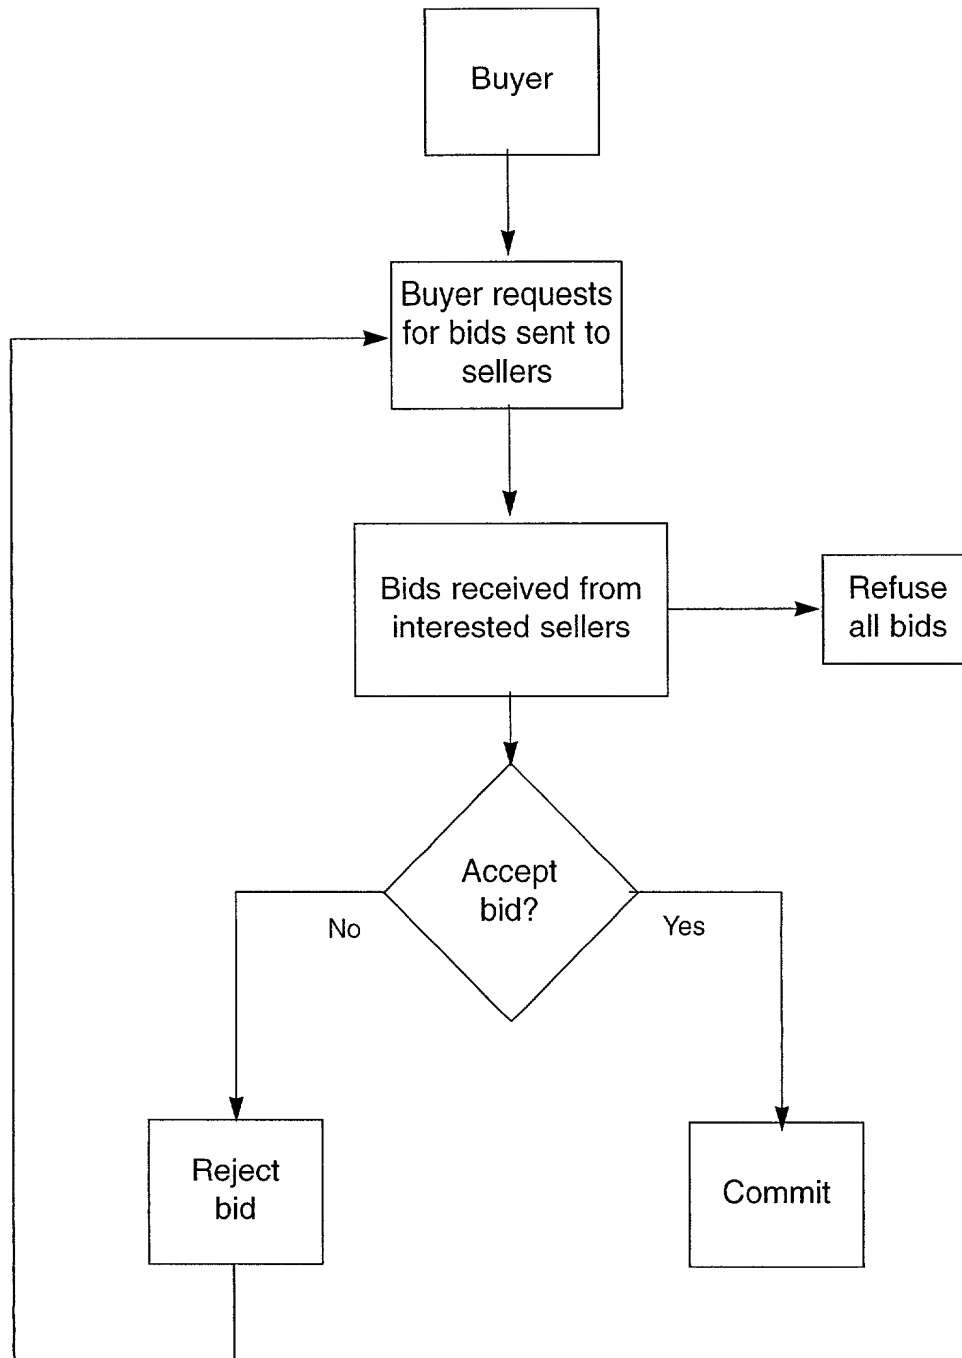 Buyer
Buyer requests
for bids sent to
sellers
Bids received from
interested sellers
Refuse
all bids
Accept
bid?
No
Yes
Reject
bid
Commit